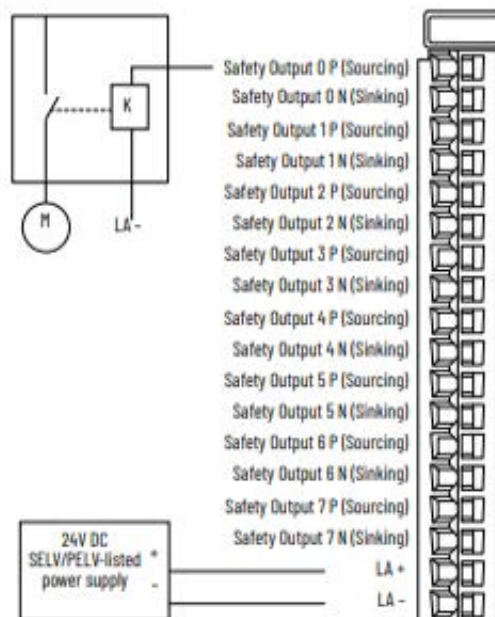 K
M
LA -
Safety Output 0 P (Sourcing)
Safety Output 0 N (Sinking)
Safety Output 1 P (Sourcing)
Safety Output 1 N (Sinking)
Safety Output 2 P (Sourcing)
Safety Output 2 N (Sinking)
Safety Output 3 P (Sourcing)
Safety Output 3 N (Sinking)
Safety Output 4 P (Sourcing)
Safety Output 4 N (Sinking)
Safety Output 5 P (Sourcing)
Safety Output 5 N (Sinking)
Safety Output 6 P (Sourcing)
Safety Output 6 N (Sinking)
Safety Output 7 P (Sourcing)
Safety Output 7 N (Sinking)
24V DC
SELV/PELV-listed +
power supply -
LA +
LA -